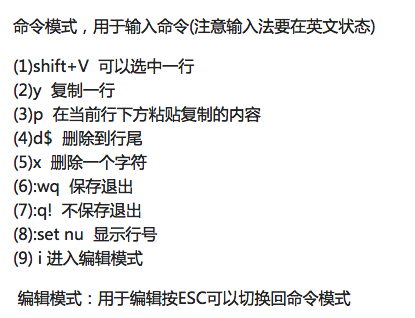 命令模式，用于输入命令(注意输入法要在英文状态)
(1)shift+V 可以选中一行
(2)y 复制一行
(3)p 在当前行下方粘贴复制的内容
(4)d$ 删除到行尾
(5)x 删除一个字符
(6):wq 保存退出
(7):q! 不保存退出
(8):set nu 显示行号
(9) i 进入编辑模式
编辑模式：用于编辑按ESC可以切换回命令模式